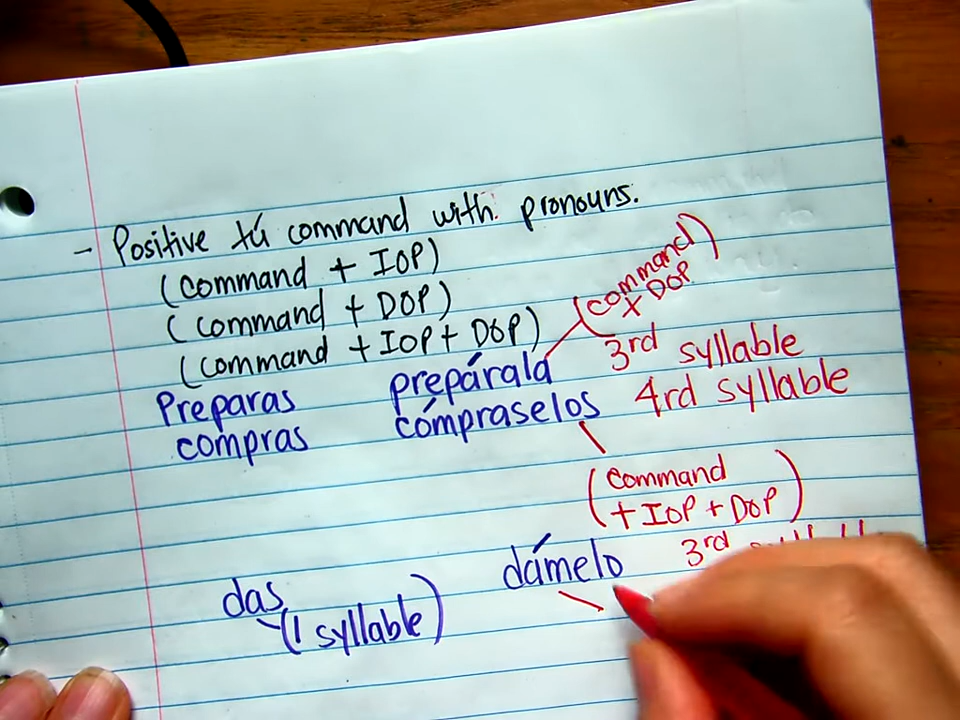 - Positive tú command with pronouns.
(command + IOP)
(command + DOP)
(command + IOP + DOP)
(command
+ DOP)
Preparas prepárala 3rd syllable
compras cómpraselos 4rd syllable
(command
+ IOP + DOP)
das dámelo 3rd
(1 syllable)